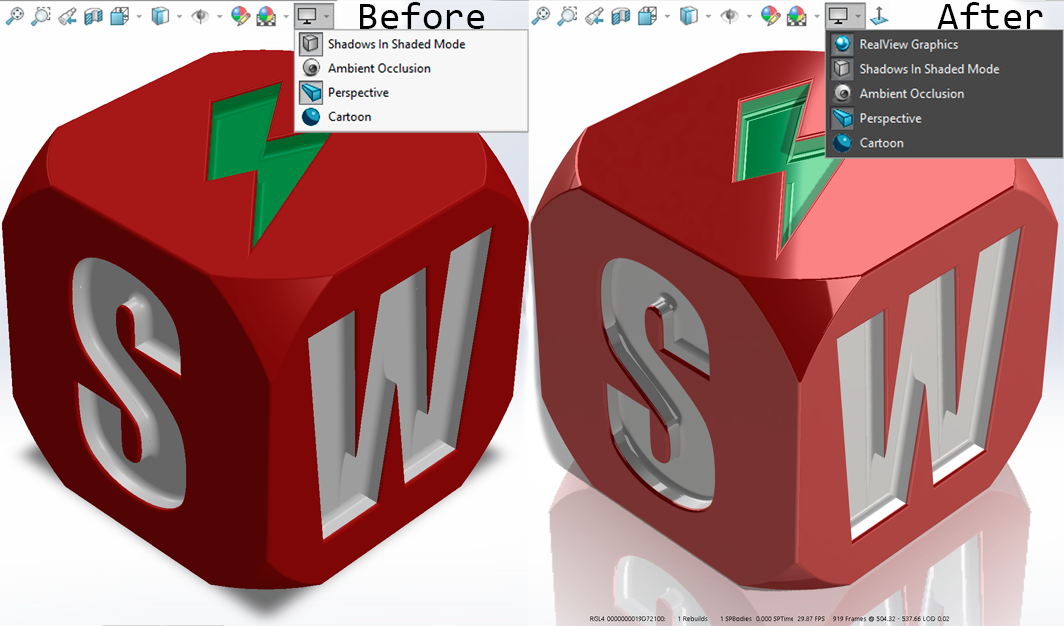 Before
Shadows In Shaded Mode
Ambient Occlusion
Perspective
Cartoon
S W
After
RealView Graphics
Shadows In Shaded Mode
Ambient Occlusion
Perspective
Cartoon
S W
RGL4 0000000019D72100: 1 Rebuilds 1 SPBodies 0.000 SPTime 29.87 FPS 919 Frames @ 504.32 - 537.66 LOD 0.02